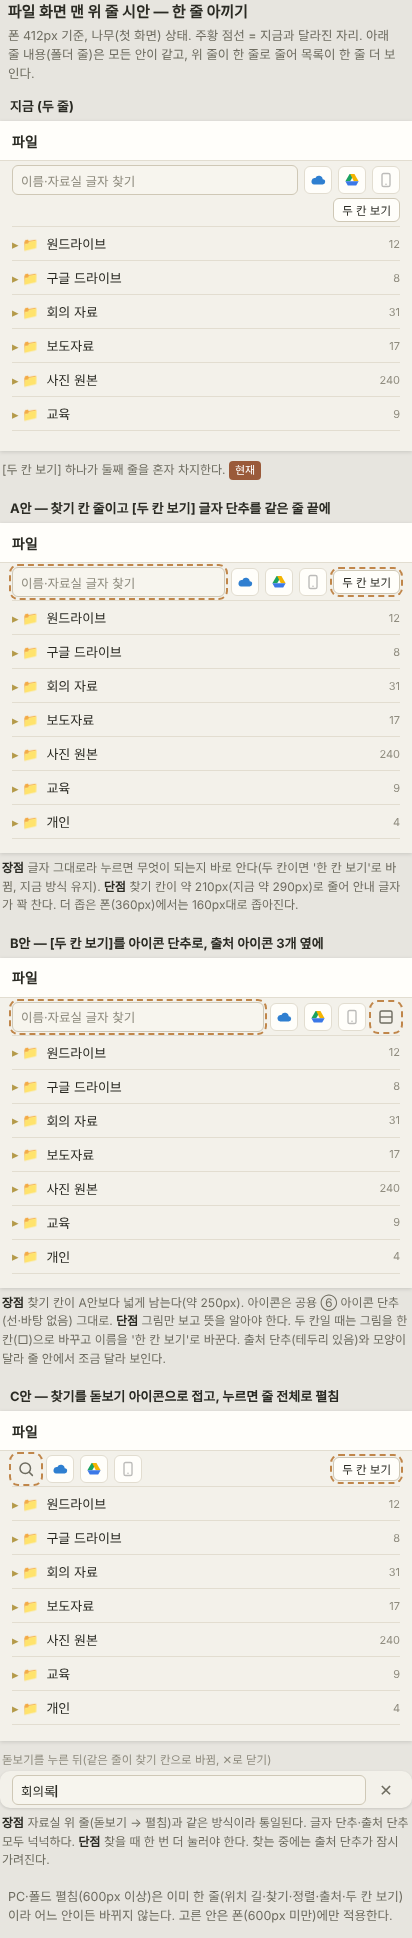 파일 화면 맨 위 줄 시안 — 한 줄 아끼기
폰 412px 기준, 나무(첫 화면) 상태. 주황 점선 = 지금과 달라진 자리. 아래
줄 내용(폴더 줄)은 모든 안이 같고, 위 줄이 한 줄로 줄어 목록이 한 줄 더 보
인다.
지금 (두 줄)
파일
이름·자료실 글자 찾기
두 칸 보기
▸ 원드라이브 12
▸ 구글 드라이브 8
▸ 회의 자료 31
▸ 보도자료 17
▸ 사진 원본 240
▸ 교육 9
[두 칸 보기] 하나가 둘째 줄을 혼자 차지한다. 현재
A안 — 찾기 칸 줄이고 [두 칸 보기] 글자 단추를 같은 줄 끝에
파일
이름·자료실 글자 찾기 두 칸 보기
▸ 원드라이브 12
▸ 구글 드라이브 8
▸ 회의 자료 31
▸ 보도자료 17
▸ 사진 원본 240
▸ 교육 9
▸ 개인 4
장점 글자 그대로라 누르면 무엇이 되는지 바로 안다(두 칸이면 '한 칸 보기'로 바
뀜, 지금 방식 유지). 단점 찾기 칸이 약 210px(지금 약 290px)로 줄어 안내 글자
가 꽉 찬다. 더 좁은 폰(360px)에서는 160px대로 좁아진다.
B안 — [두 칸 보기]를 아이콘 단추로, 출처 아이콘 3개 옆에
파일
이름·자료실 글자 찾기
▸ 원드라이브 12
▸ 구글 드라이브 8
▸ 회의 자료 31
▸ 보도자료 17
▸ 사진 원본 240
▸ 교육 9
▸ 개인 4
장점 찾기 칸이 A안보다 넓게 남는다(약 250px). 아이콘은 공용 ⑥ 아이콘 단추
(선·바탕 없음) 그대로. 단점 그림만 보고 뜻을 알아야 한다. 두 칸일 때는 그림을 한
칸(□)으로 바꾸고 이름을 '한 칸 보기'로 바꾼다. 출처 단추(테두리 있음)와 모양이
달라 줄 안에서 조금 달라 보인다.
C안 — 찾기를 돋보기 아이콘으로 접고, 누르면 줄 전체로 펼침
파일
두 칸 보기
▸ 원드라이브 12
▸ 구글 드라이브 8
▸ 회의 자료 31
▸ 보도자료 17
▸ 사진 원본 240
▸ 교육 9
▸ 개인 4
돋보기를 누른 뒤(같은 줄이 찾기 칸으로 바뀜, ✕로 닫기)
회의록 ✕
장점 자료실 위 줄(돋보기 → 펼침)과 같은 방식이라 통일된다. 글자 단추·출처 단추
모두 넉넉하다. 단점 찾을 때 한 번 더 눌러야 한다. 찾는 중에는 출처 단추가 잠시
가려진다.
PC·폴드 펼침(600px 이상)은 이미 한 줄(위치 길·찾기·정렬·출처·두 칸 보기)
이라 어느 안이든 바뀌지 않는다. 고른 안은 폰(600px 미만)에만 적용한다.